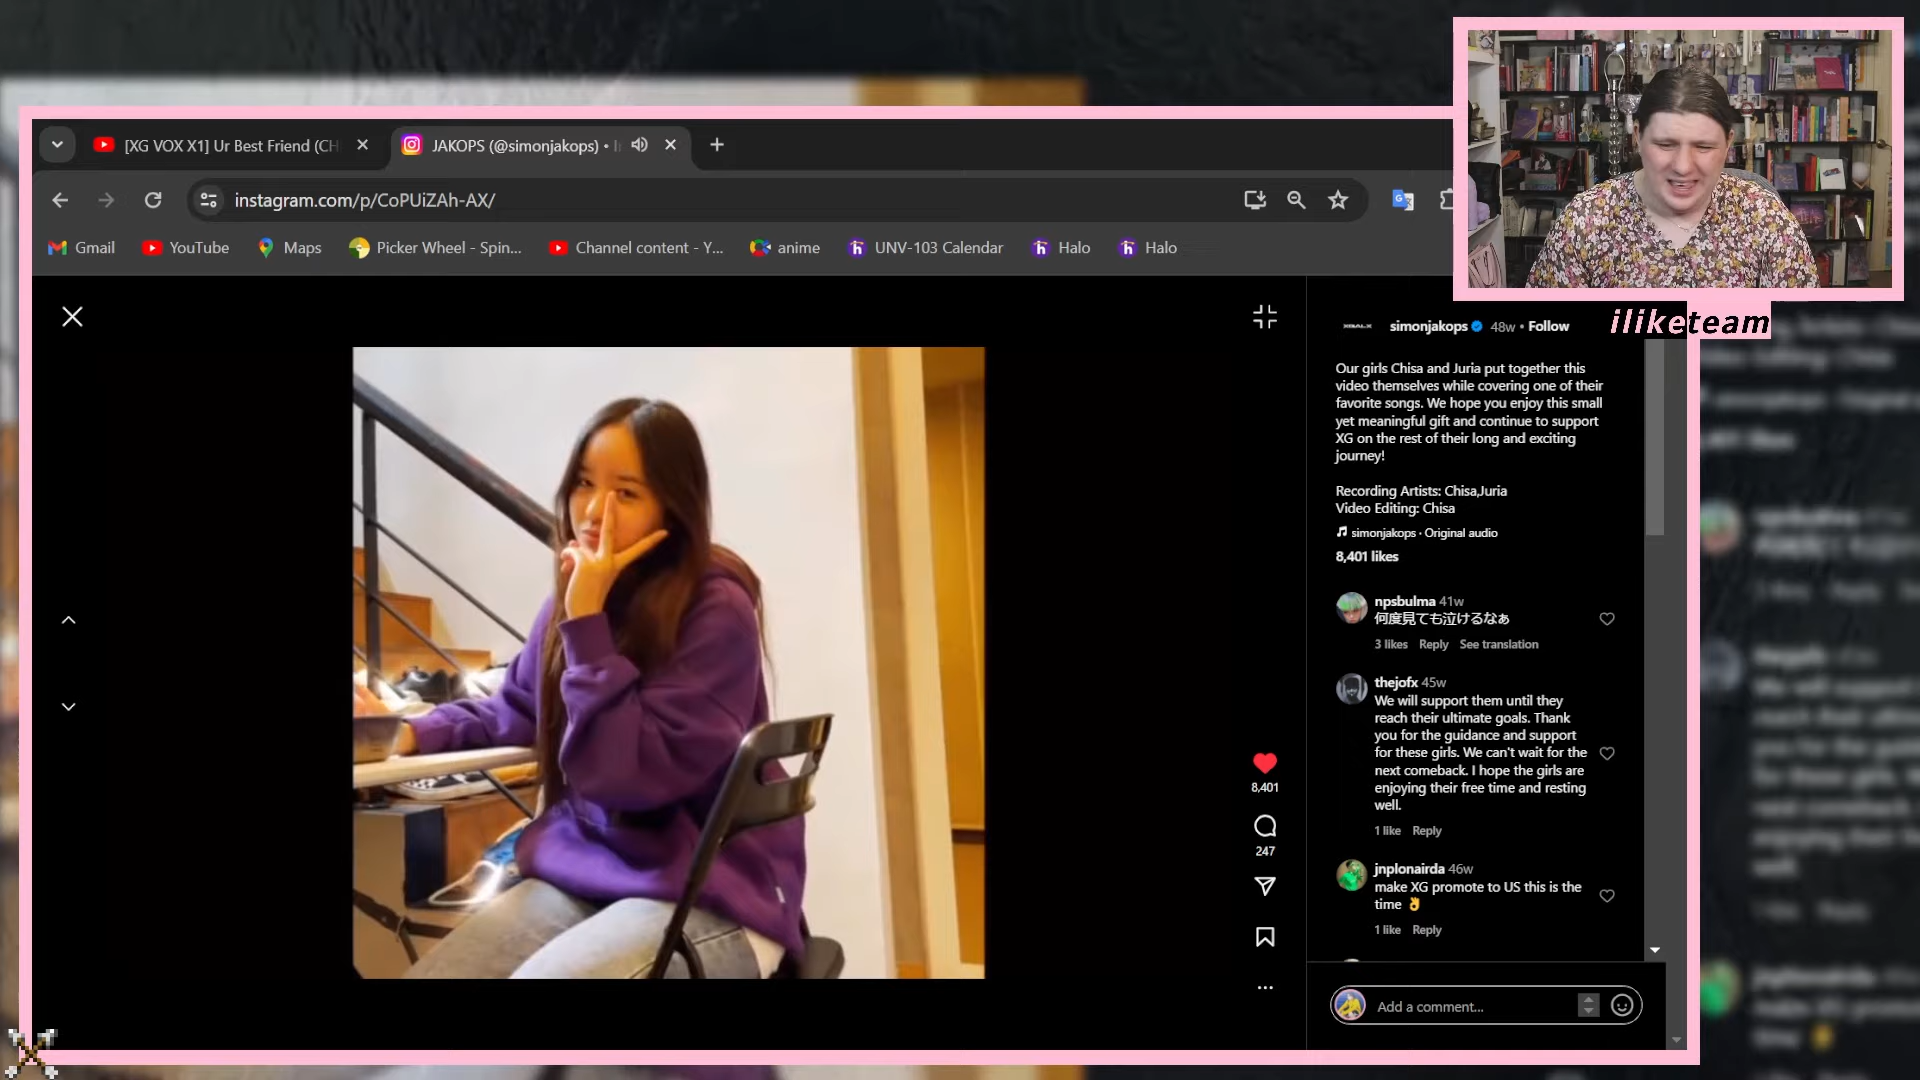 [XG VOX X1] Ur Best Friend (CH
JAKOPS (@simonjakops) • I
instagram.com/p/CoPUiZAh-AX/
Gmail
YouTube
Maps
Picker Wheel - Spin...
Channel content - Y...
anime
UNV-103 Calendar
Halo
Halo
iliketeam
simonjakops 48w • Follow
Our girls Chisa and Juria put together this
video themselves while covering one of their
favorite songs. We hope you enjoy this small
yet meaningful gift and continue to support
XG on the rest of their long and exciting
journey!
Recording Artists: Chisa,Juria
Video Editing: Chisa
simonjakops · Original audio
8,401 likes
npsbulma 41w
何度見ても泣けるなぁ
3 likes Reply See translation
thejofx 45w
We will support them until they
reach their ultimate goals. Thank
you for the guidance and support
for these girls. We can't wait for the
next comeback. I hope the girls are
enjoying their free time and resting
well.
1 like Reply
jnplonairda 46w
make XG promote to US this is the
time 👌
1 like Reply
8,401
247
Add a comment...